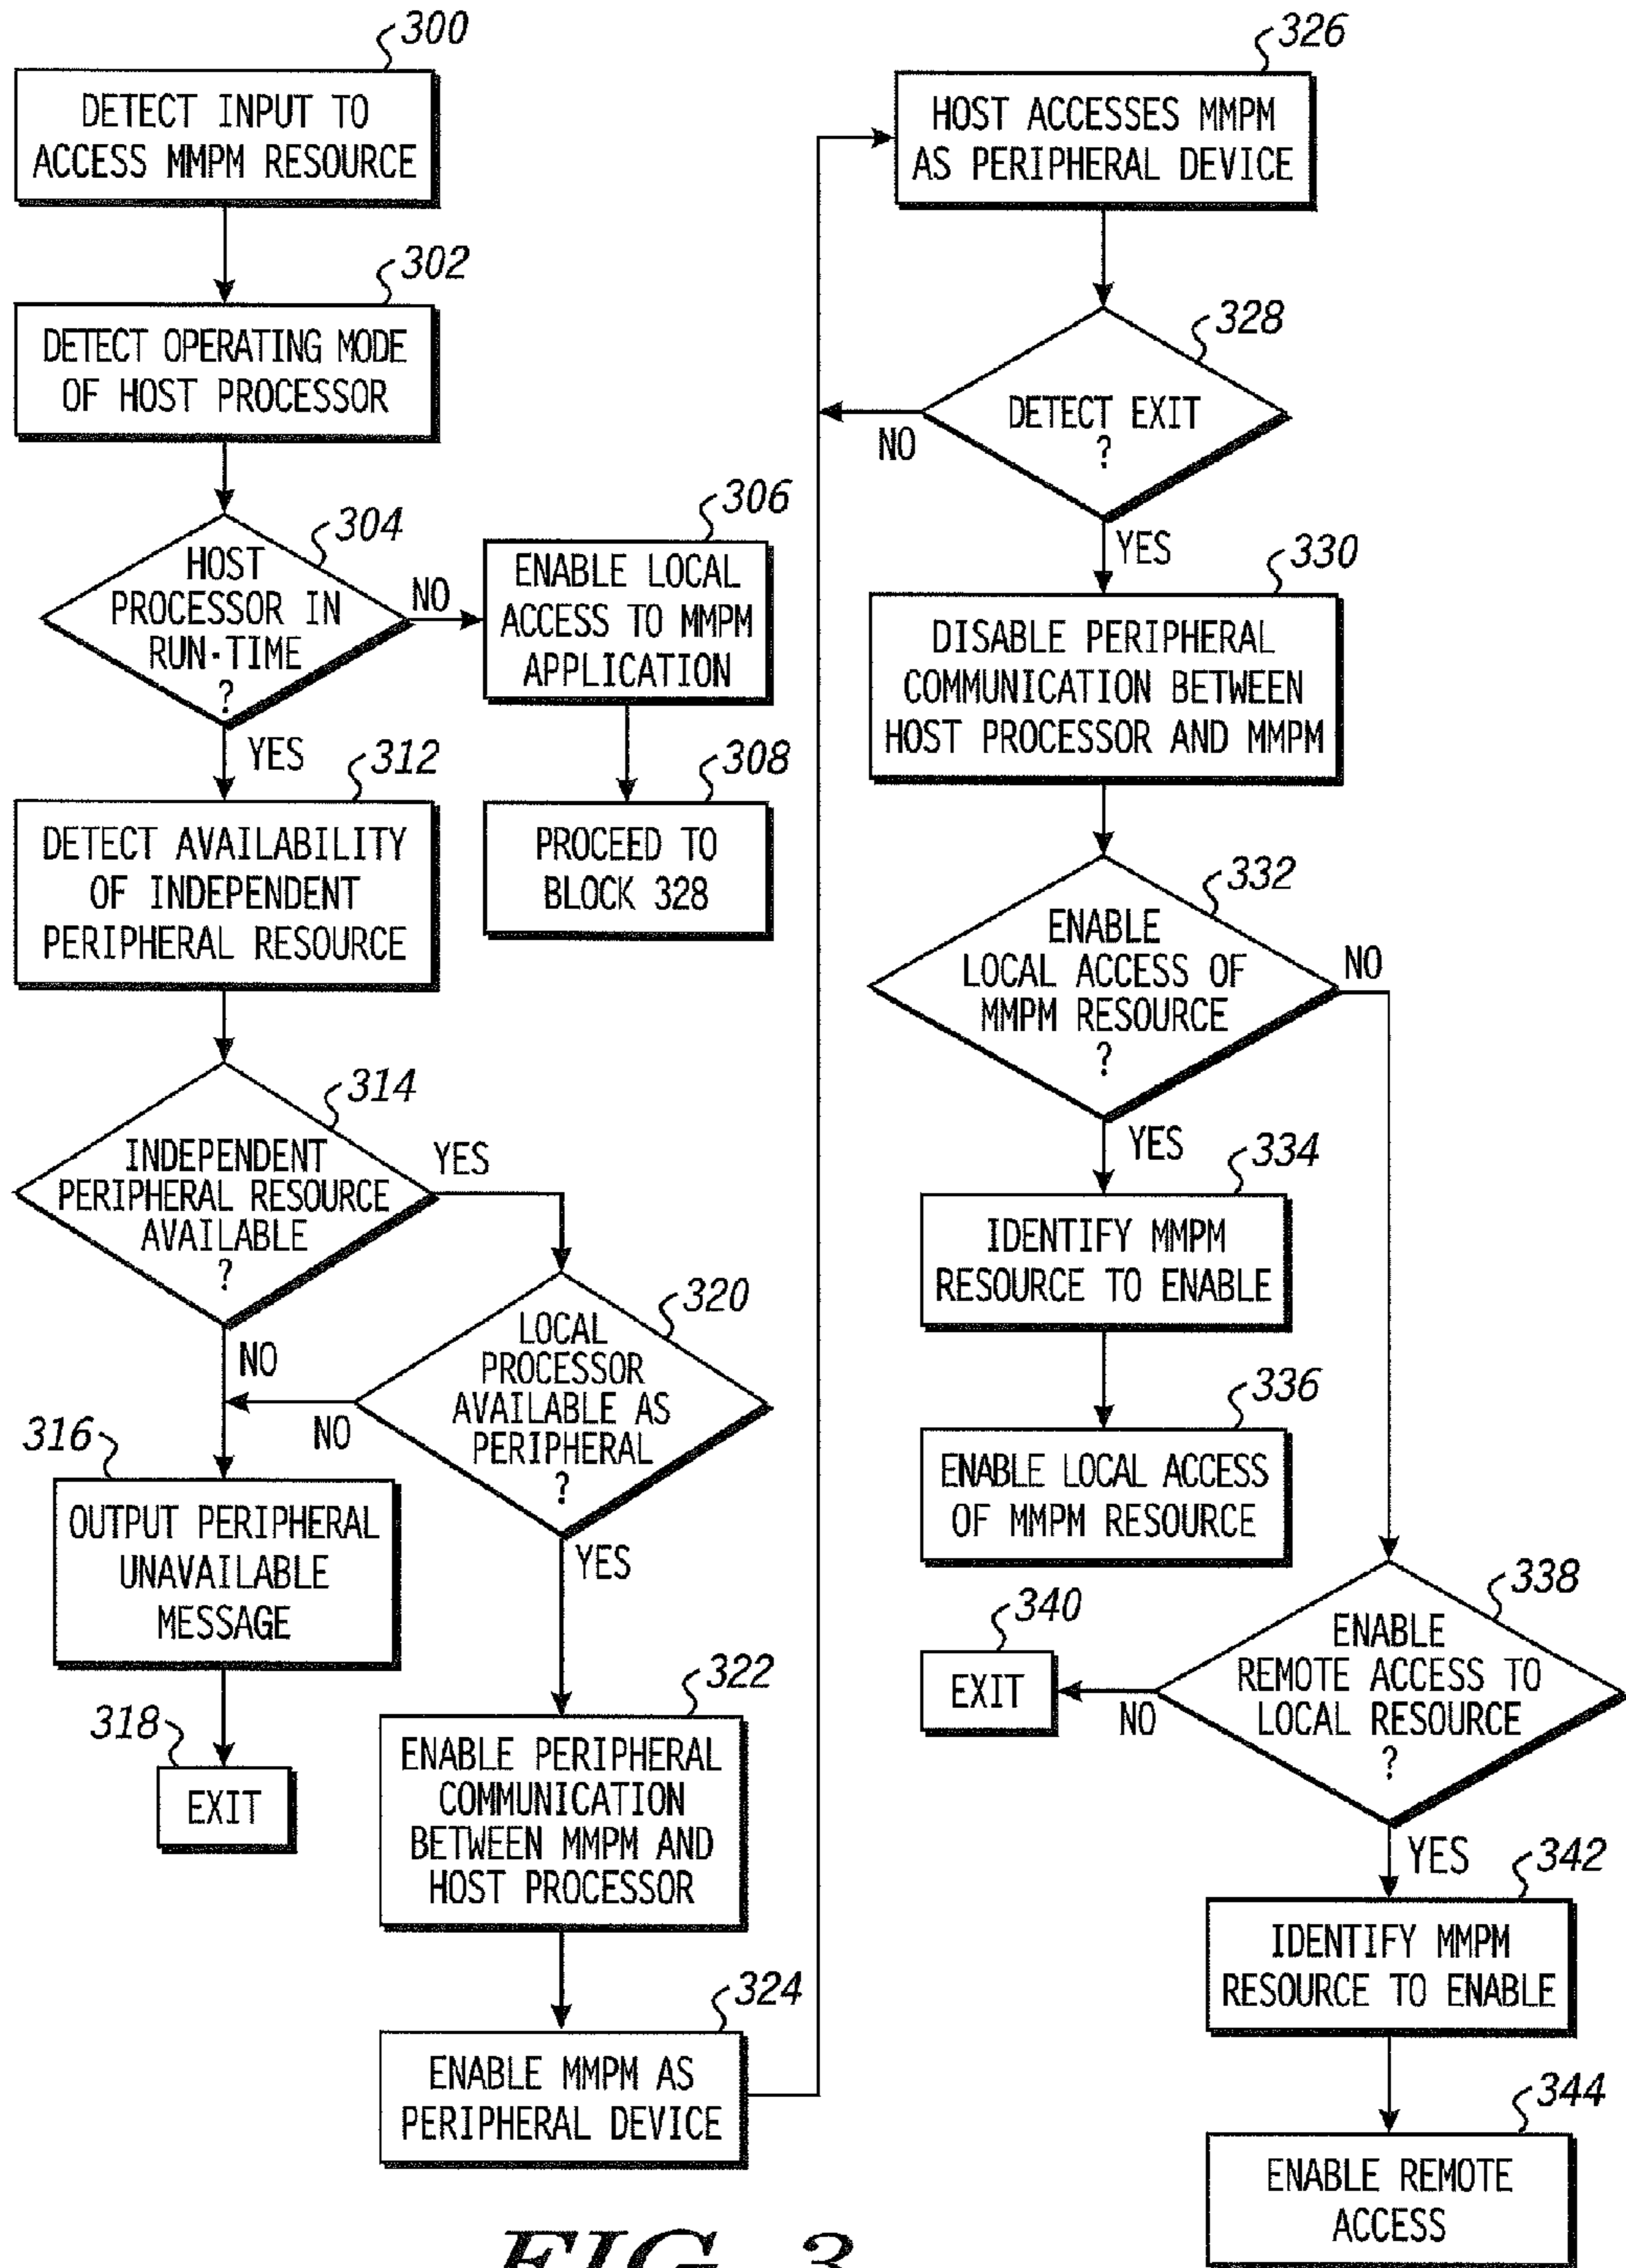 300
DETECT INPUT TO
ACCESS MMPM RESOURCE
302
DETECT OPERATING MODE
OF HOST PROCESSOR
304
HOST
PROCESSOR IN
RUN-TIME
?
NO
YES
306
ENABLE LOCAL
ACCESS TO MMPM
APPLICATION
308
PROCEED TO
BLOCK 328
312
DETECT AVAILABILITY
OF INDEPENDENT
PERIPHERAL RESOURCE
314
INDEPENDENT
PERIPHERAL RESOURCE
AVAILABLE
?
YES
NO
316
OUTPUT PERIPHERAL
UNAVAILABLE
MESSAGE
318
EXIT
320
LOCAL
PROCESSOR
AVAILABLE AS
PERIPHERAL
?
NO
YES
322
ENABLE PERIPHERAL
COMMUNICATION
BETWEEN MMPM AND
HOST PROCESSOR
324
ENABLE MMPM AS
PERIPHERAL DEVICE
326
HOST ACCESSES MMPM
AS PERIPHERAL DEVICE
328
DETECT EXIT
?
NO
YES
330
DISABLE PERIPHERAL
COMMUNICATION BETWEEN
HOST PROCESSOR AND MMPM
332
ENABLE
LOCAL ACCESS OF
MMPM RESOURCE
?
NO
YES
334
IDENTIFY MMPM
RESOURCE TO ENABLE
336
ENABLE LOCAL ACCESS
OF MMPM RESOURCE
338
ENABLE
REMOTE ACCESS TO
LOCAL RESOURCE
?
NO
YES
340
EXIT
342
IDENTIFY MMPM
RESOURCE TO ENABLE
344
ENABLE REMOTE
ACCESS
FIG. 3